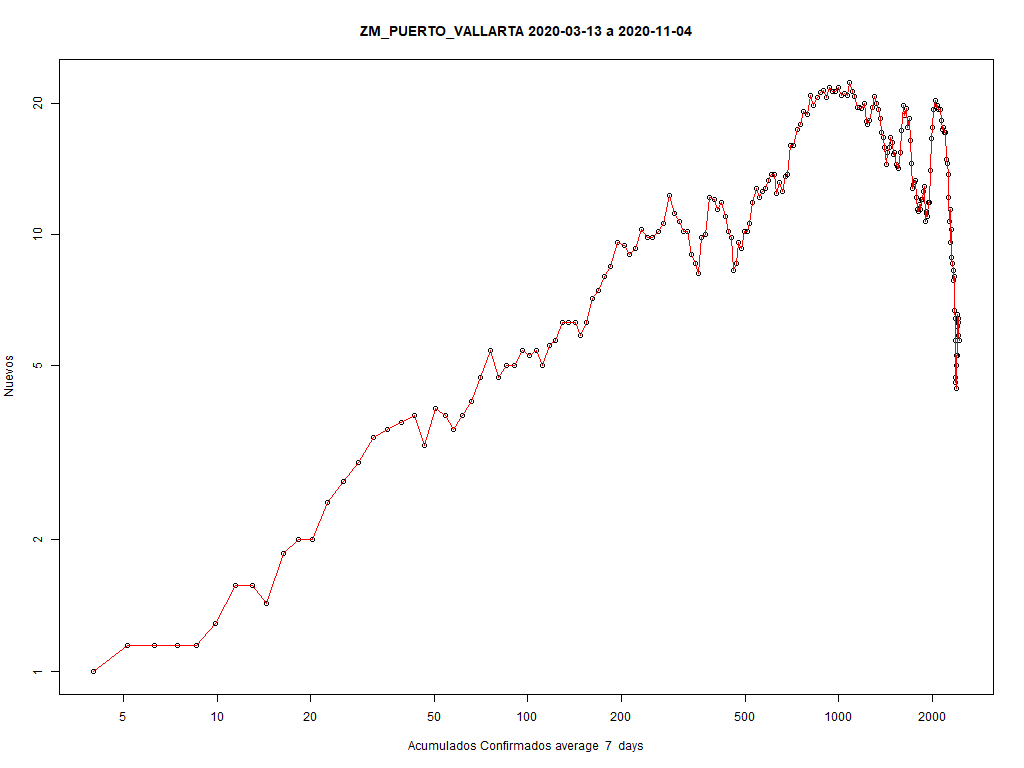 ZM_PUERTO_VALLARTA 2020-03-13 a 2020-11-04
20
10
5
2
1
Nuevos
5 10 20 50 100 200 500 1000 2000
Acumulados Confirmados average 7 days